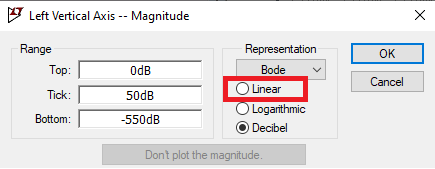 Left Vertical Axis -- Magnitude
Range
Top: 0dB
Tick: 50dB
Bottom: -550dB
Representation
Bode
Linear
Logarithmic
Decibel
OK
Cancel
Don't plot the magnitude.